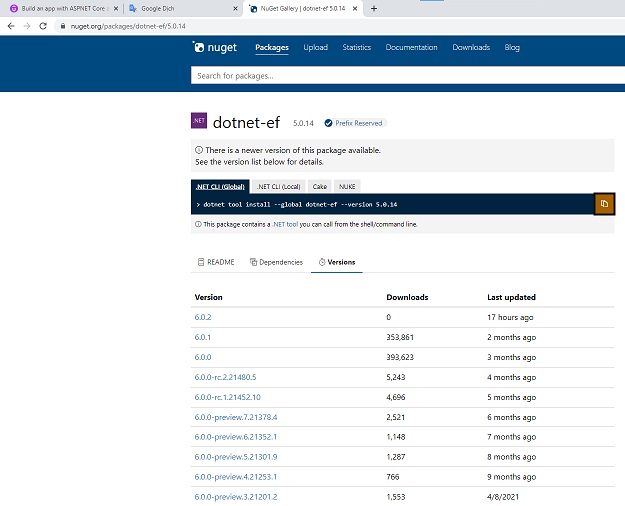 Build an app with ASPNET Core a
Google Dịch
NuGet Gallery | dotnet-ef 5.0.14
nuget.org/packages/dotnet-ef/5.0.14
nuget
Packages
Upload
Statistics
Documentation
Downloads
Blog
Search for packages...
.NET
dotnet-ef 5.0.14 Prefix Reserved
There is a newer version of this package available.
See the version list below for details.
.NET CLI (Global) .NET CLI (Local) Cake NUKE
> dotnet tool install --global dotnet-ef --version 5.0.14
This package contains a .NET tool you can call from the shell/command line.
README Dependencies Versions
Version Downloads Last updated
6.0.2 0 17 hours ago
6.0.1 353,861 2 months ago
6.0.0 393,623 3 months ago
6.0.0-rc.2.21480.5 5,243 4 months ago
6.0.0-rc.1.21452.10 4,696 5 months ago
6.0.0-preview.7.21378.4 2,521 6 months ago
6.0.0-preview.6.21352.1 1,148 7 months ago
6.0.0-preview.5.21301.9 1,287 8 months ago
6.0.0-preview.4.21253.1 766 9 months ago
6.0.0-preview.3.21201.2 1,553 4/8/2021